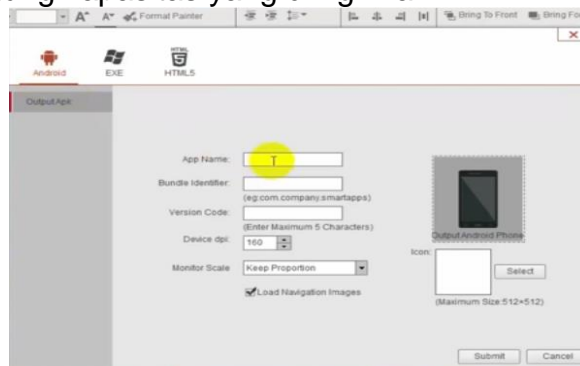 Format Painter
Bring To Front
Android
EXE
HTML
5
HTML5
Output Apk
App Name:
Bundle Identifier:
(eg:com.company.smartapps)
Version Code:
(Enter Maximum 5 Characters)
Device dpi:
160
Monitor Scale
Keep Proportion
Load Navigation Images
Output Android Phone
Icon:
Select
(Maximum Size:512×512)
Submit
Cancel